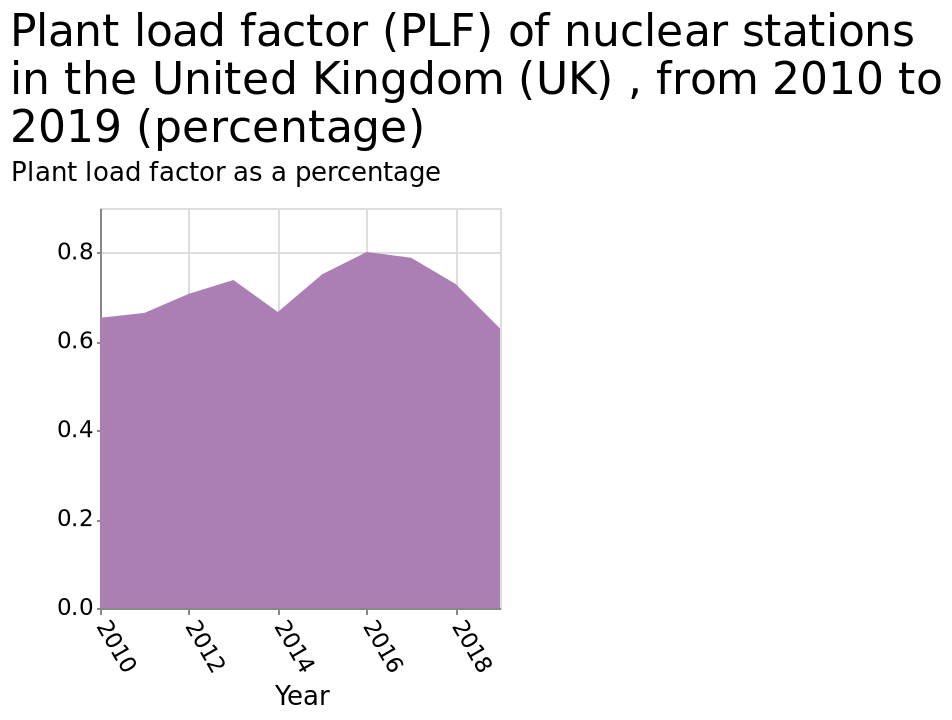 Plant load factor (PLF) of nuclear stations
in the United Kingdom (UK) , from 2010 to
2019 (percentage)
Plant load factor as a percentage
0.8
0.6
0.4
0.2
0.0
2010
2012
2014
2016
2018
Year